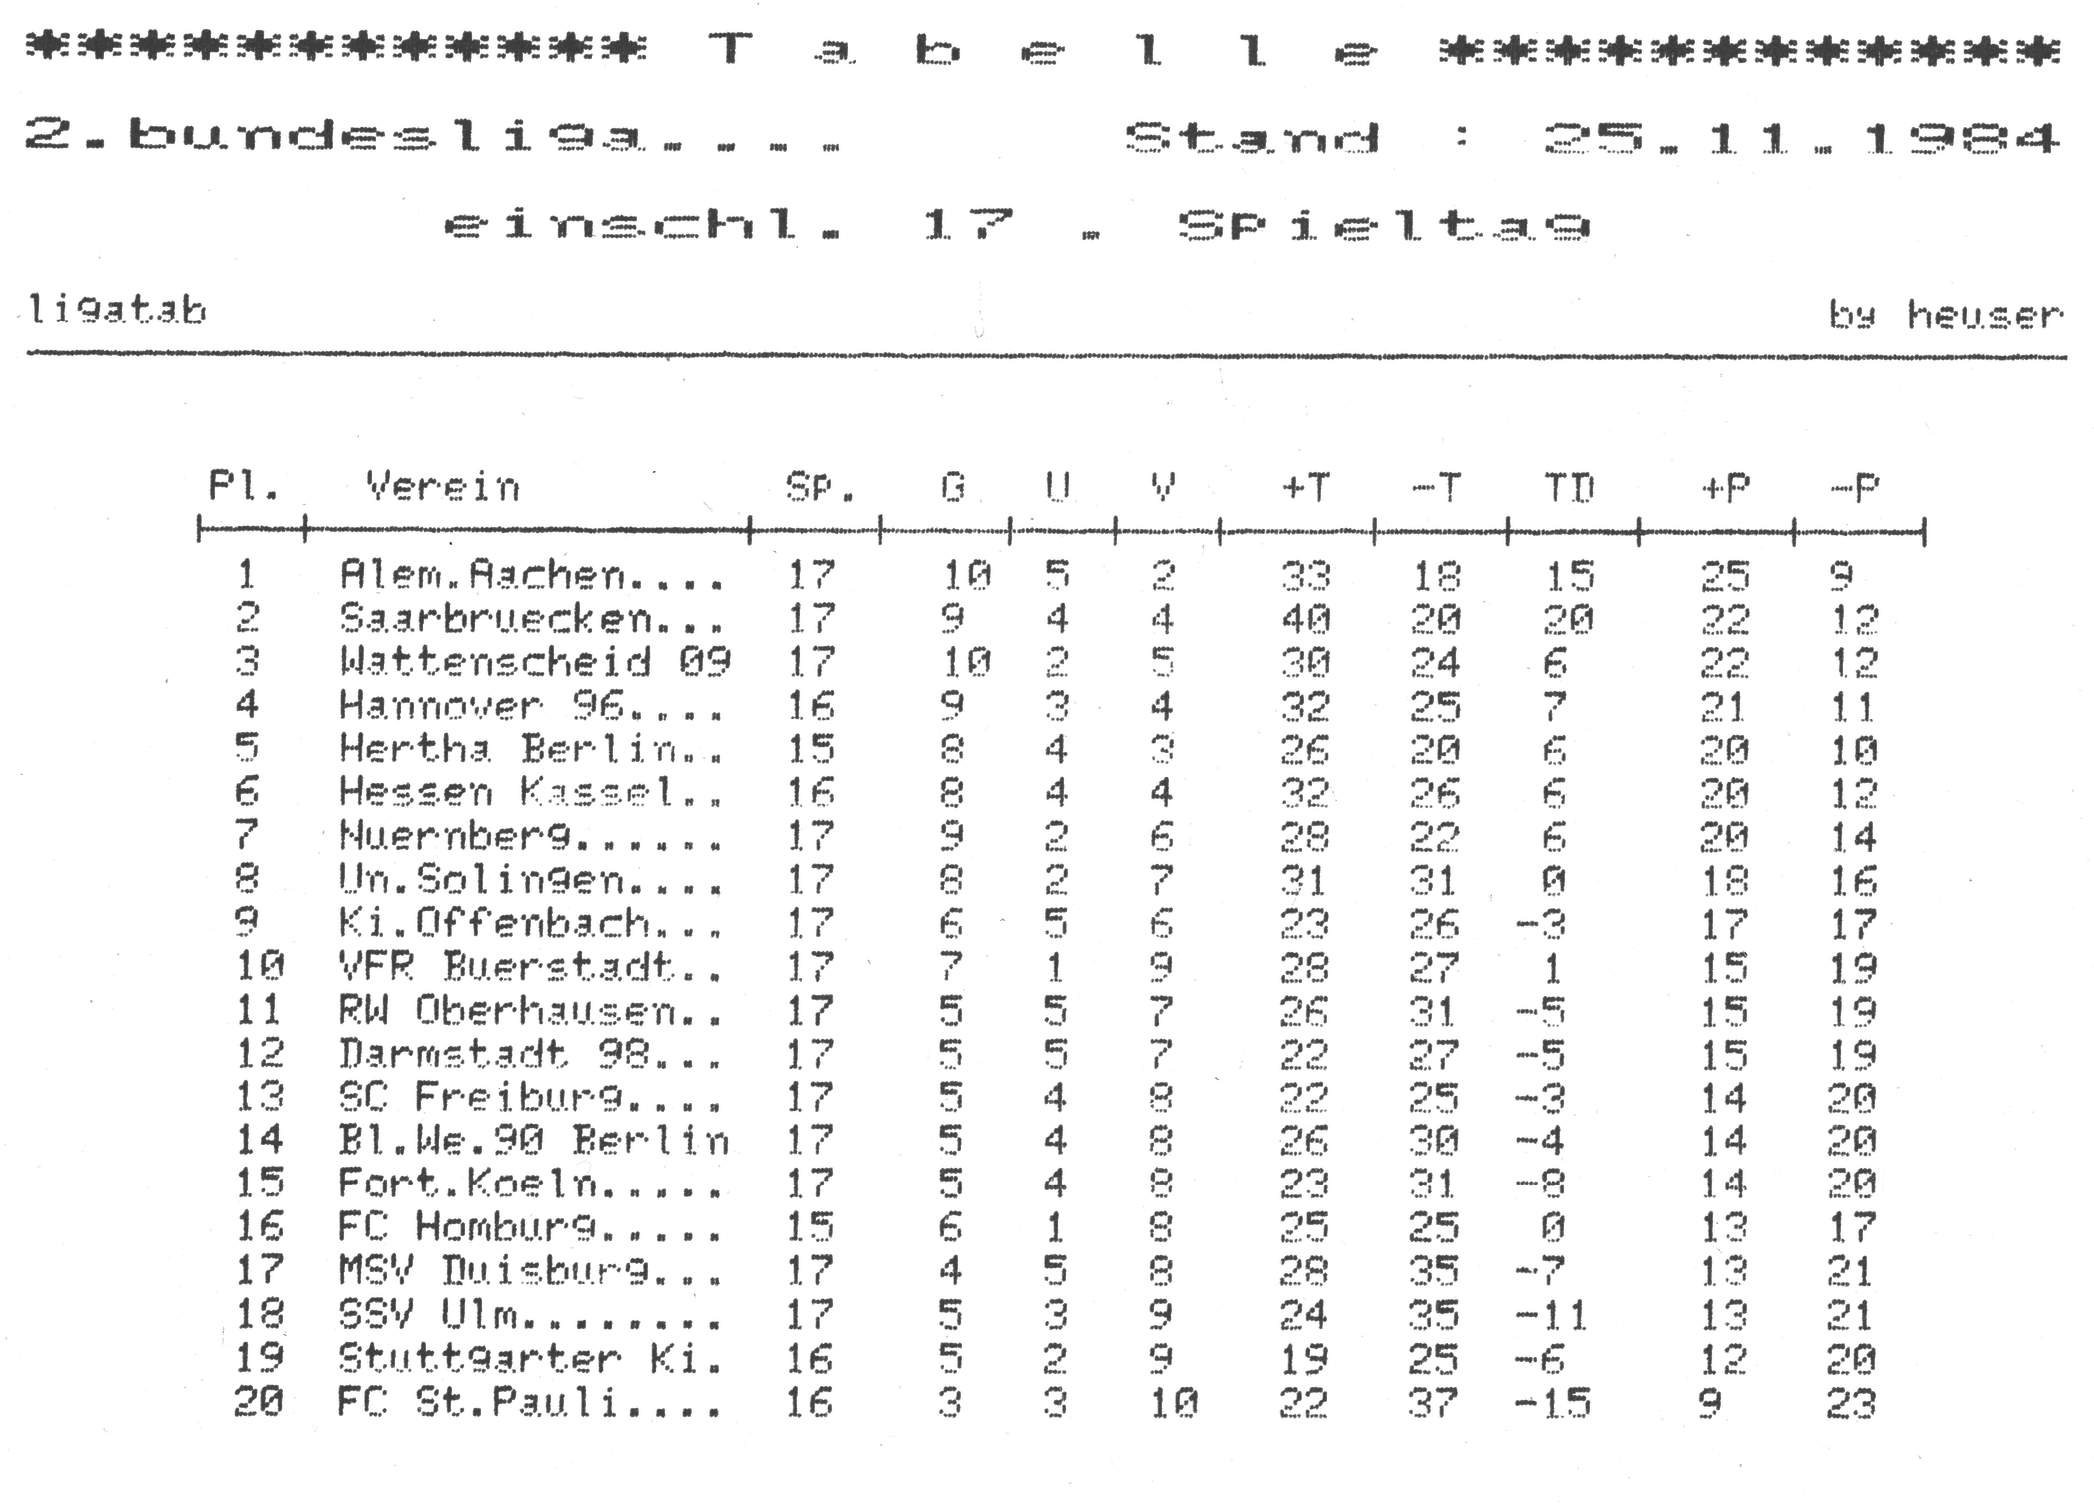 ************ T a b e l l e ************
2.bundesliga.... Stand : 25.11.1984
einschl. 17 . Spieltag
ligatab by heuser
Pl. Verein Sp. G U V +T -T TD +P -P
1 Alem.Aachen.... 17 10 5 2 33 18 15 25 9
2 Saarbruecken... 17 9 4 4 40 20 20 22 12
3 Wattenscheid 09 17 10 2 5 30 24 6 22 12
4 Hannover 96.... 16 9 3 4 32 25 7 21 11
5 Hertha Berlin.. 15 8 4 3 26 20 6 20 10
6 Hessen Kassel.. 16 8 4 4 32 26 6 20 12
7 Nuernberg...... 17 9 2 6 28 22 6 20 14
8 Un.Solingen.... 17 8 2 7 31 31 0 18 16
9 Ki.Offenbach... 17 6 5 6 23 26 -3 17 17
10 VFR Buerstadt.. 17 7 1 9 28 27 1 15 19
11 RW Oberhausen.. 17 5 5 7 26 31 -5 15 19
12 Darmstadt 98... 17 5 5 7 22 27 -5 15 19
13 SC Freiburg.... 17 5 4 8 22 25 -3 14 20
14 Bl.We.90 Berlin 17 5 4 8 26 30 -4 14 20
15 Fort.Koeln..... 17 5 4 8 23 31 -8 14 20
16 FC Homburg..... 15 6 1 8 25 25 0 13 17
17 MSV Duisburg... 17 4 5 8 28 35 -7 13 21
18 SSV Ulm........ 17 5 3 9 24 35 -11 13 21
19 Stuttgarter Ki. 16 5 2 9 19 25 -6 12 20
20 FC St.Pauli.... 16 3 3 10 22 37 -15 9 23